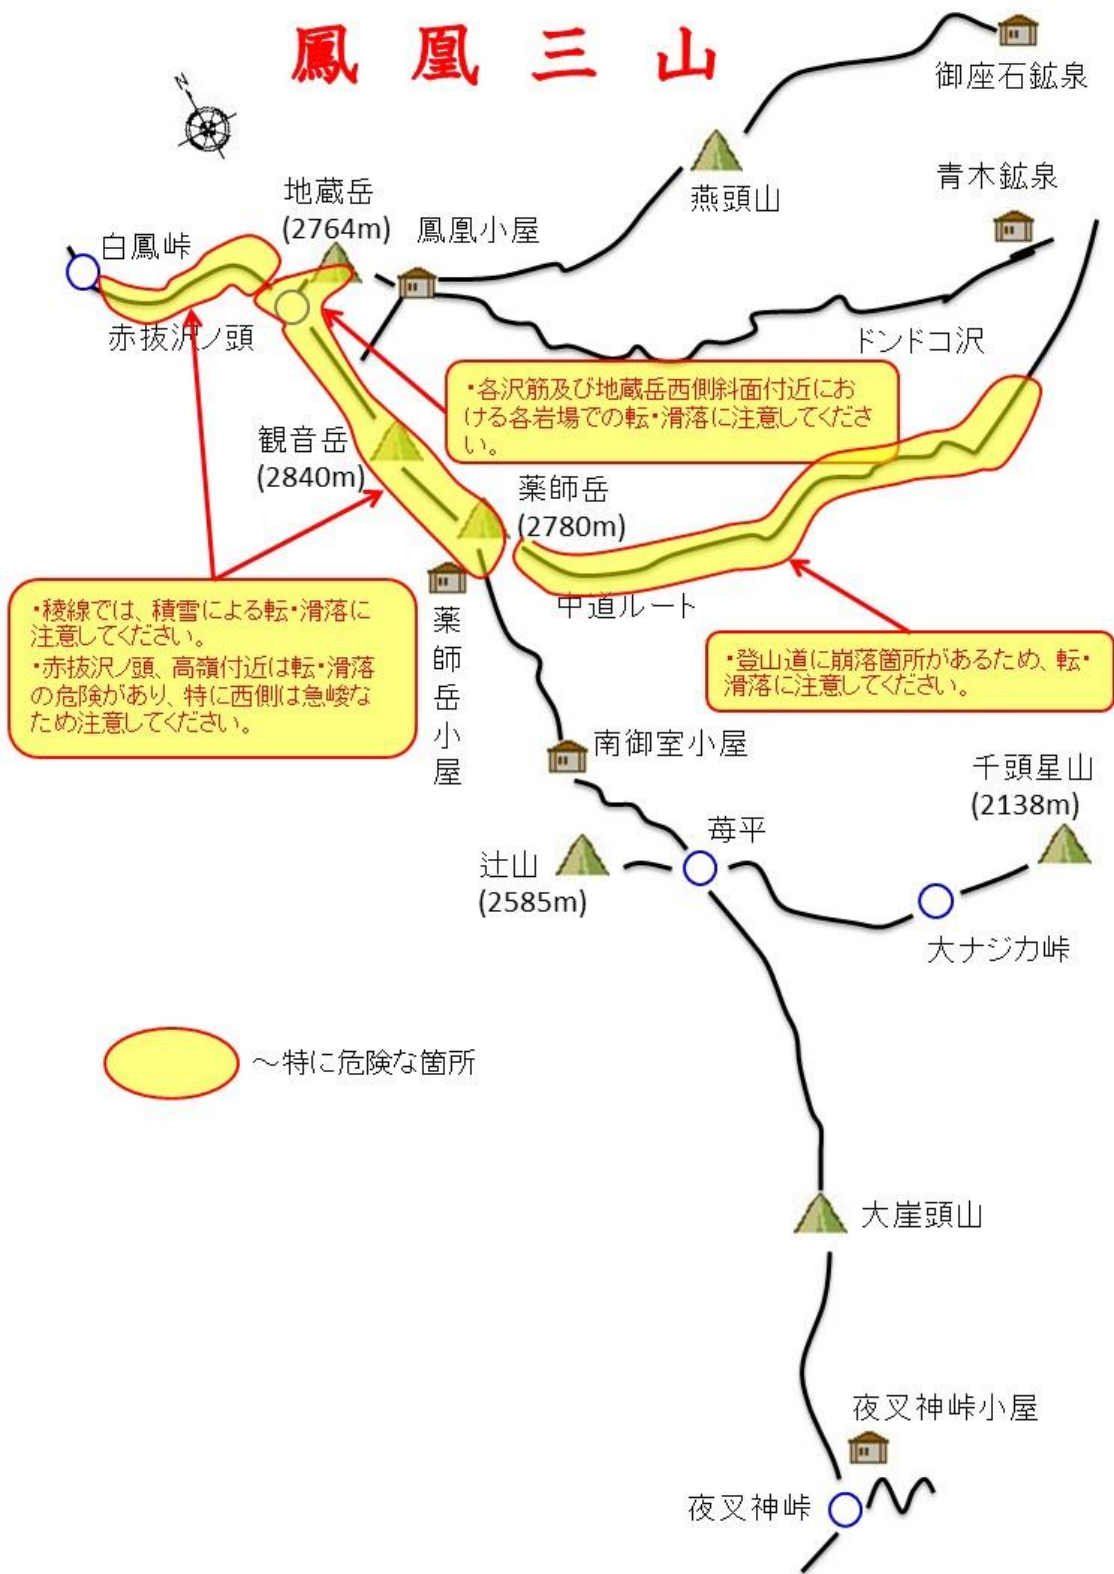 鳳凰三山
N
御座石鉱泉
燕頭山
青木鉱泉
地蔵岳
(2764m)
鳳凰小屋
白鳳峠
赤抜沢ノ頭
ドンドコ沢
・各沢筋及び地蔵岳西側斜面付近にお
ける各岩場での転・滑落に注意してくださ
い。
観音岳
(2840m)
薬師岳
(2780m)
・稜線では、積雪による転・滑落に
注意してください。
・赤抜沢ノ頭、高嶺付近は転・滑落
の危険があり、特に西側は急峻な
ため注意してください。
薬師岳小屋
中道ルート
・登山道に崩落箇所があるため、転・
滑落に注意してください。
南御室小屋
千頭星山
(2138m)
苺平
辻山
(2585m)
大ナジカ峠
～特に危険な箇所
大崖頭山
夜叉神峠小屋
夜叉神峠